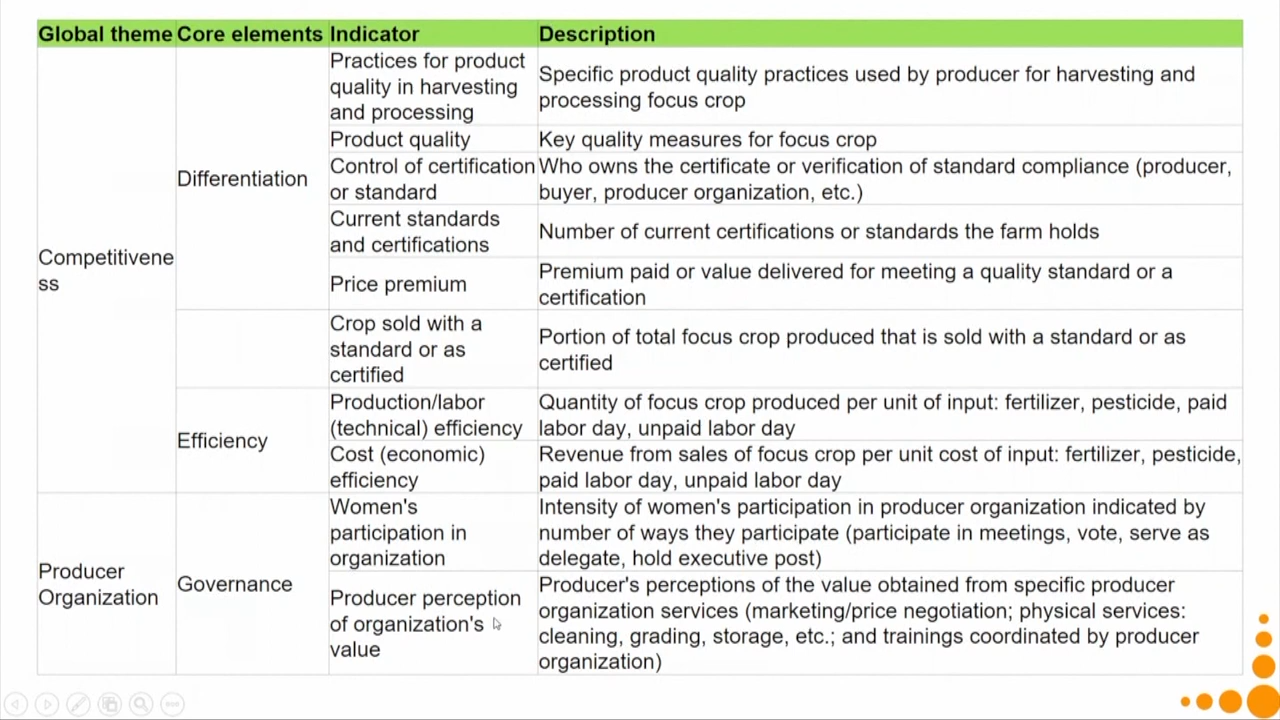 Global theme Core elements Indicator Description
Competitivene
ss
Differentiation
Practices for product
quality in harvesting
and processing
Specific product quality practices used by producer for harvesting and
processing focus crop
Product quality
Key quality measures for focus crop
Control of certification
or standard
Who owns the certificate or verification of standard compliance (producer,
buyer, producer organization, etc.)
Current standards
and certifications
Number of current certifications or standards the farm holds
Price premium
Premium paid or value delivered for meeting a quality standard or a
certification
Crop sold with a
standard or as
certified
Portion of total focus crop produced that is sold with a standard or as
certified
Efficiency
Production/labor
(technical) efficiency
Quantity of focus crop produced per unit of input: fertilizer, pesticide, paid
labor day, unpaid labor day
Cost (economic)
efficiency
Revenue from sales of focus crop per unit cost of input: fertilizer, pesticide,
paid labor day, unpaid labor day
Producer
Organization
Governance
Women's
participation in
organization
Intensity of women's participation in producer organization indicated by
number of ways they participate (participate in meetings, vote, serve as
delegate, hold executive post)
Producer perception
of organization's
value
Producer's perceptions of the value obtained from specific producer
organization services (marketing/price negotiation; physical services:
cleaning, grading, storage, etc.; and trainings coordinated by producer
organization)